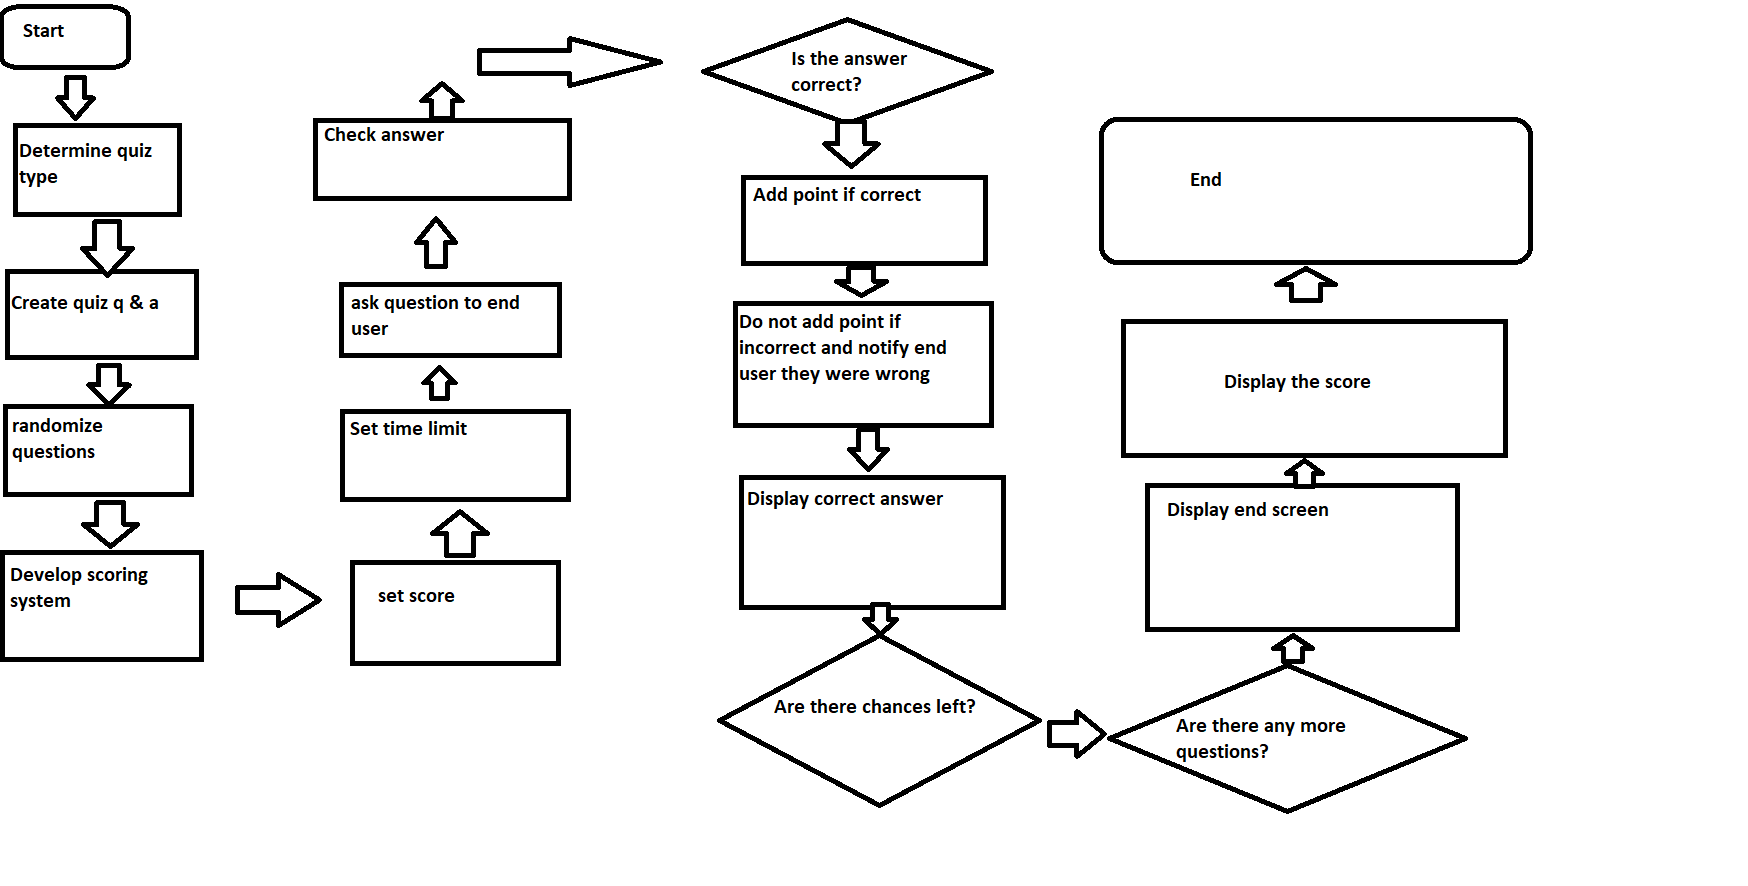 Start
Determine quiz
type
Create quiz q & a
randomize
questions
Develop scoring
system
set score
Set time limit
ask question to end
user
Check answer
Is the answer
correct?
Add point if correct
Do not add point if
incorrect and notify end
user they were wrong
Display correct answer
Are there chances left?
Are there any more
questions?
Display end screen
Display the score
End